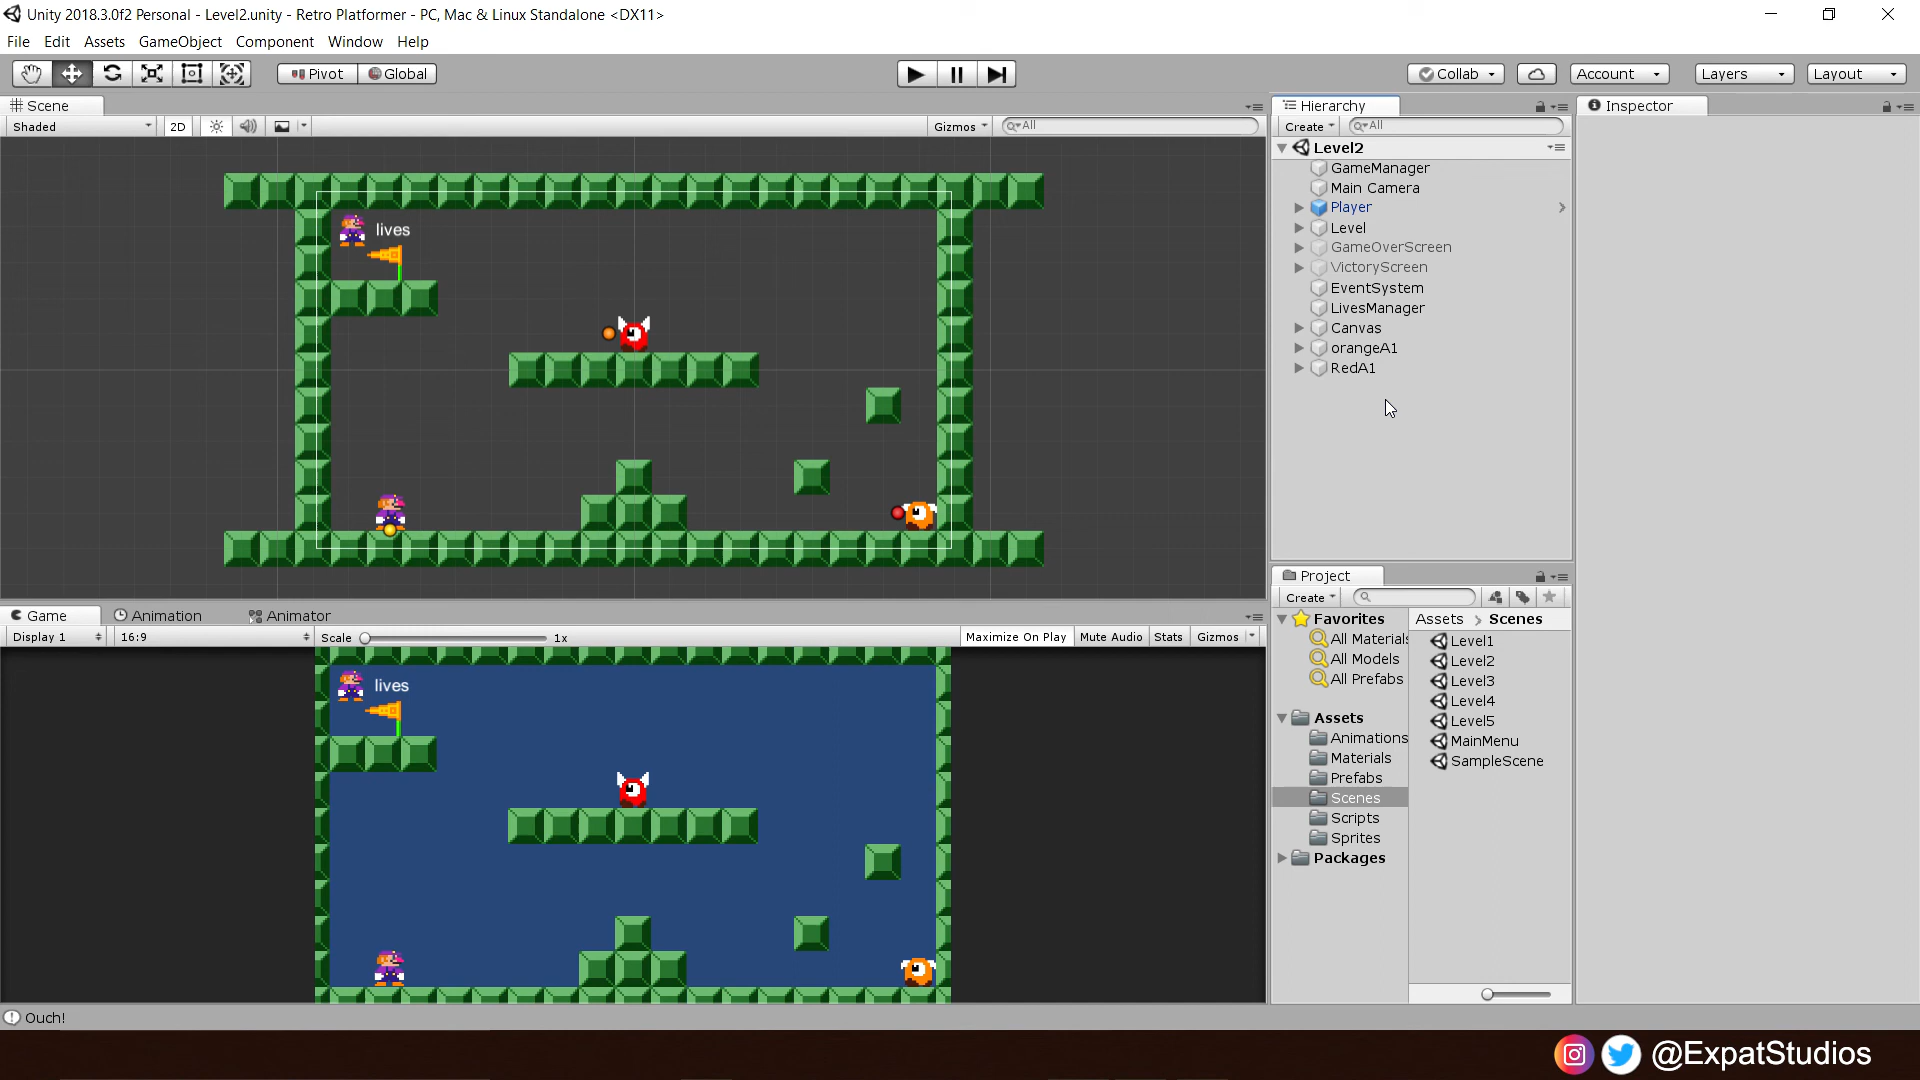 Unity 2018.3.0f2 Personal - Level2.unity - Retro Platformer - PC, Mac & Linux Standalone <DX11>
File Edit Assets GameObject Component Window Help
Pivot Global Collab Account Layers Layout
Scene
Shaded 2D Gizmos All
lives
Game Animation Animator
Display 1 16:9 Scale 1x Maximize On Play Mute Audio Stats Gizmos
lives
Ouch!
Hierarchy
Create All
Level2
GameManager
Main Camera
Player
Level
GameOverScreen
VictoryScreen
EventSystem
LivesManager
Canvas
orangeA1
RedA1
Project
Create
Favorites
All Materials
All Models
All Prefabs
Assets
Animations
Materials
Prefabs
Scenes
Scripts
Sprites
Packages
Assets > Scenes
Level1
Level2
Level3
Level4
Level5
MainMenu
SampleScene
Inspector
@ExpatStudios